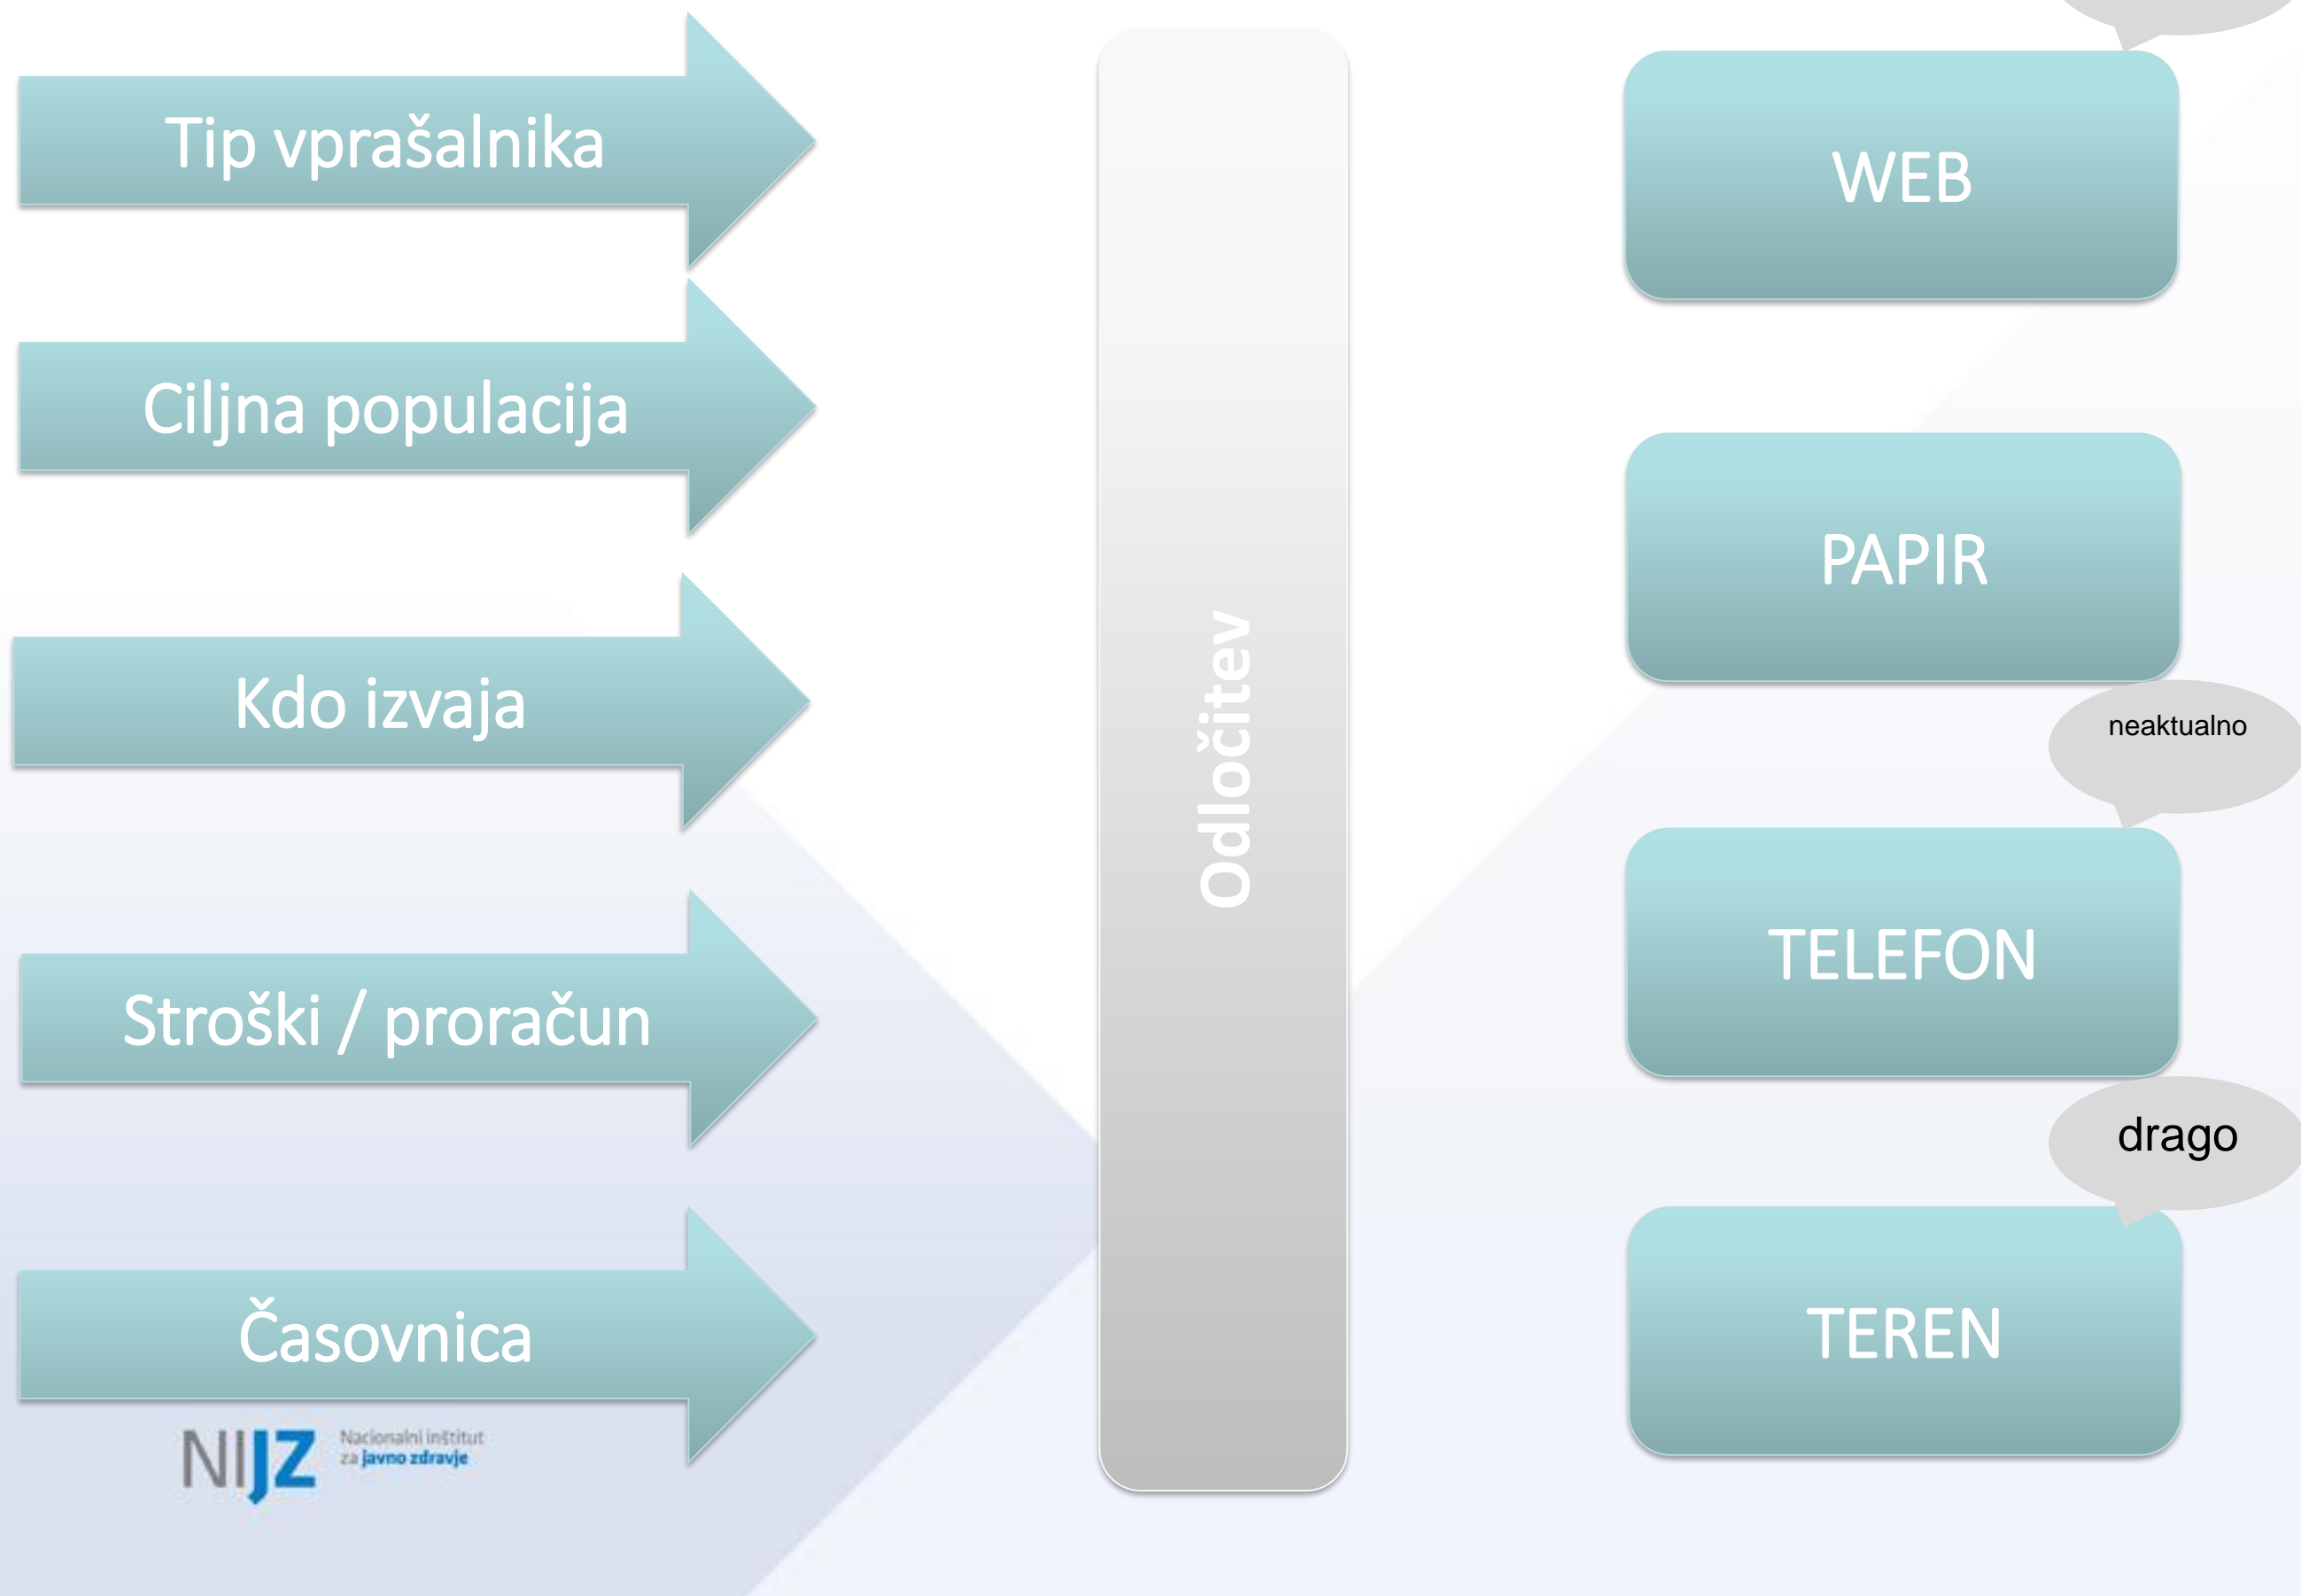 Tip vprašalnika
Ciljna populacija
Kdo izvaja
Stroški / proračun
Časovnica
Odločitev
WEB
PAPIR
neaktualno
TELEFON
drago
TEREN
NIJZ
Nacionalni inštitut
za javno zdravje